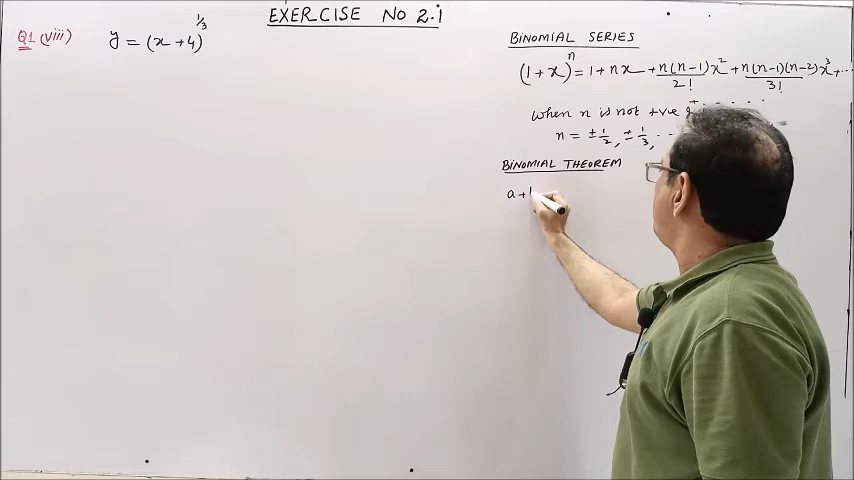 EXERCISE No 2.1
Q1 (viii) y = (x + 4)^{1/3}
BINOMIAL SERIES
(1 + x)^n = 1 + nx + n(n-1)/2! x^2 + n(n-1)(n-2)/3! x^3 + ...
when n is not +ve
n = ± 1/2, ± 1/3, ...
BINOMIAL THEOREM
a +